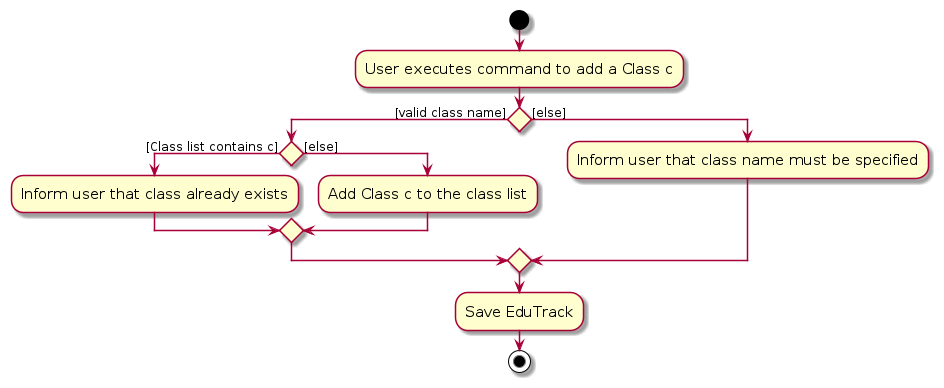 User executes command to add a Class c
[valid class name]
[else]
[Class list contains c]
[else]
Inform user that class name must be specified
Inform user that class already exists
Add Class c to the class list
Save EduTrack